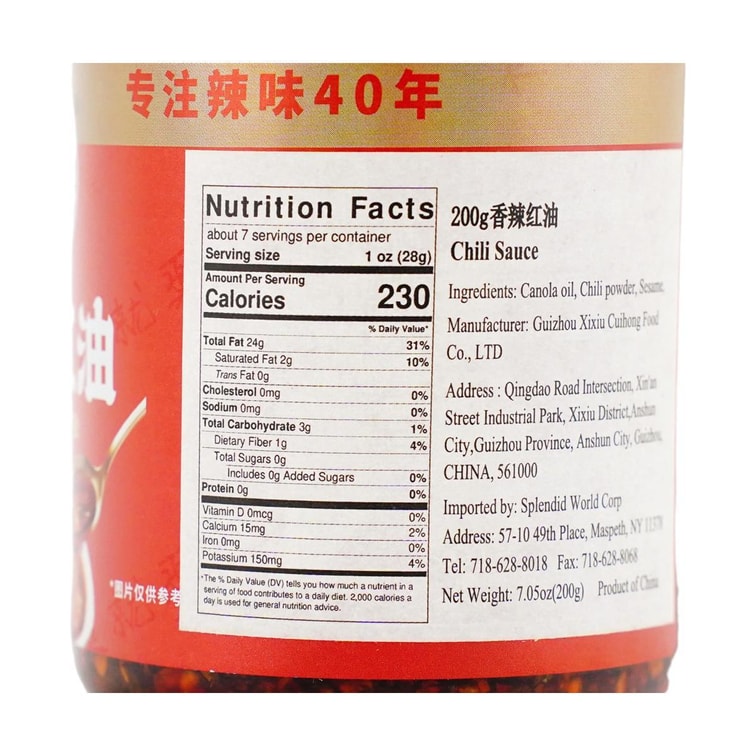 专注辣味40年
油
*图片仅供参考
Nutrition Facts
about 7 servings per container
Serving size 1 oz (28g)
Amount Per Serving
Calories 230
% Daily Value*
Total Fat 24g 31%
Saturated Fat 2g 10%
Trans Fat 0g
Cholesterol 0mg 0%
Sodium 0mg 0%
Total Carbohydrate 3g 1%
Dietary Fiber 1g 4%
Total Sugars 0g
Includes 0g Added Sugars 0%
Protein 0g 0%
Vitamin D 0mcg 0%
Calcium 15mg 2%
Iron 0mg 0%
Potassium 150mg 4%
*The % Daily Value (DV) tells you how much a nutrient in a
serving of food contributes to a daily diet. 2,000 calories a
day is used for general nutrition advice.
200g香辣红油
Chili Sauce
Ingredients: Canola oil, Chili powder, Sesame
Manufacturer: Guizhou Xixiu Cuihong Food
Co., LTD
Address : Qingdao Road Intersection, Xin'an
Street Industrial Park, Xixiu District,Anshun
City,Guizhou Province, Anshun City, Guizhou,
CHINA, 561000
Imported by: Splendid World Corp
Address: 57-10 49th Place, Maspeth, NY 11378
Tel: 718-628-8018 Fax: 718-628-8068
Net Weight: 7.05oz(200g) Product of China